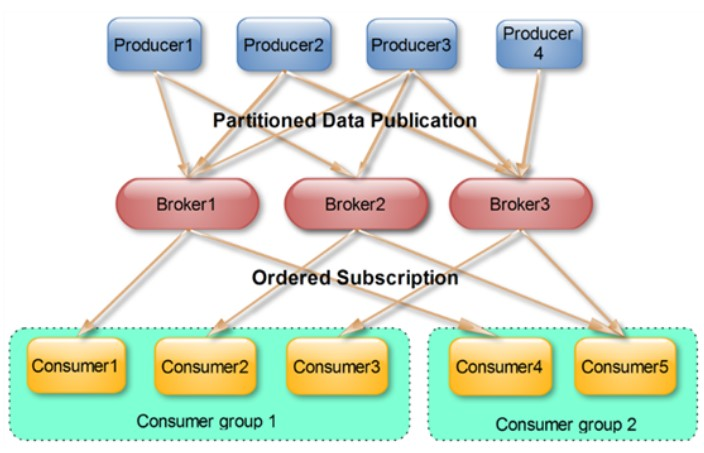 Producer1
Producer2
Producer3
Producer
4
Partitioned Data Publication
Broker1
Broker2
Broker3
Ordered Subscription
Consumer1
Consumer2
Consumer3
Consumer4
Consumer5
Consumer group 1
Consumer group 2